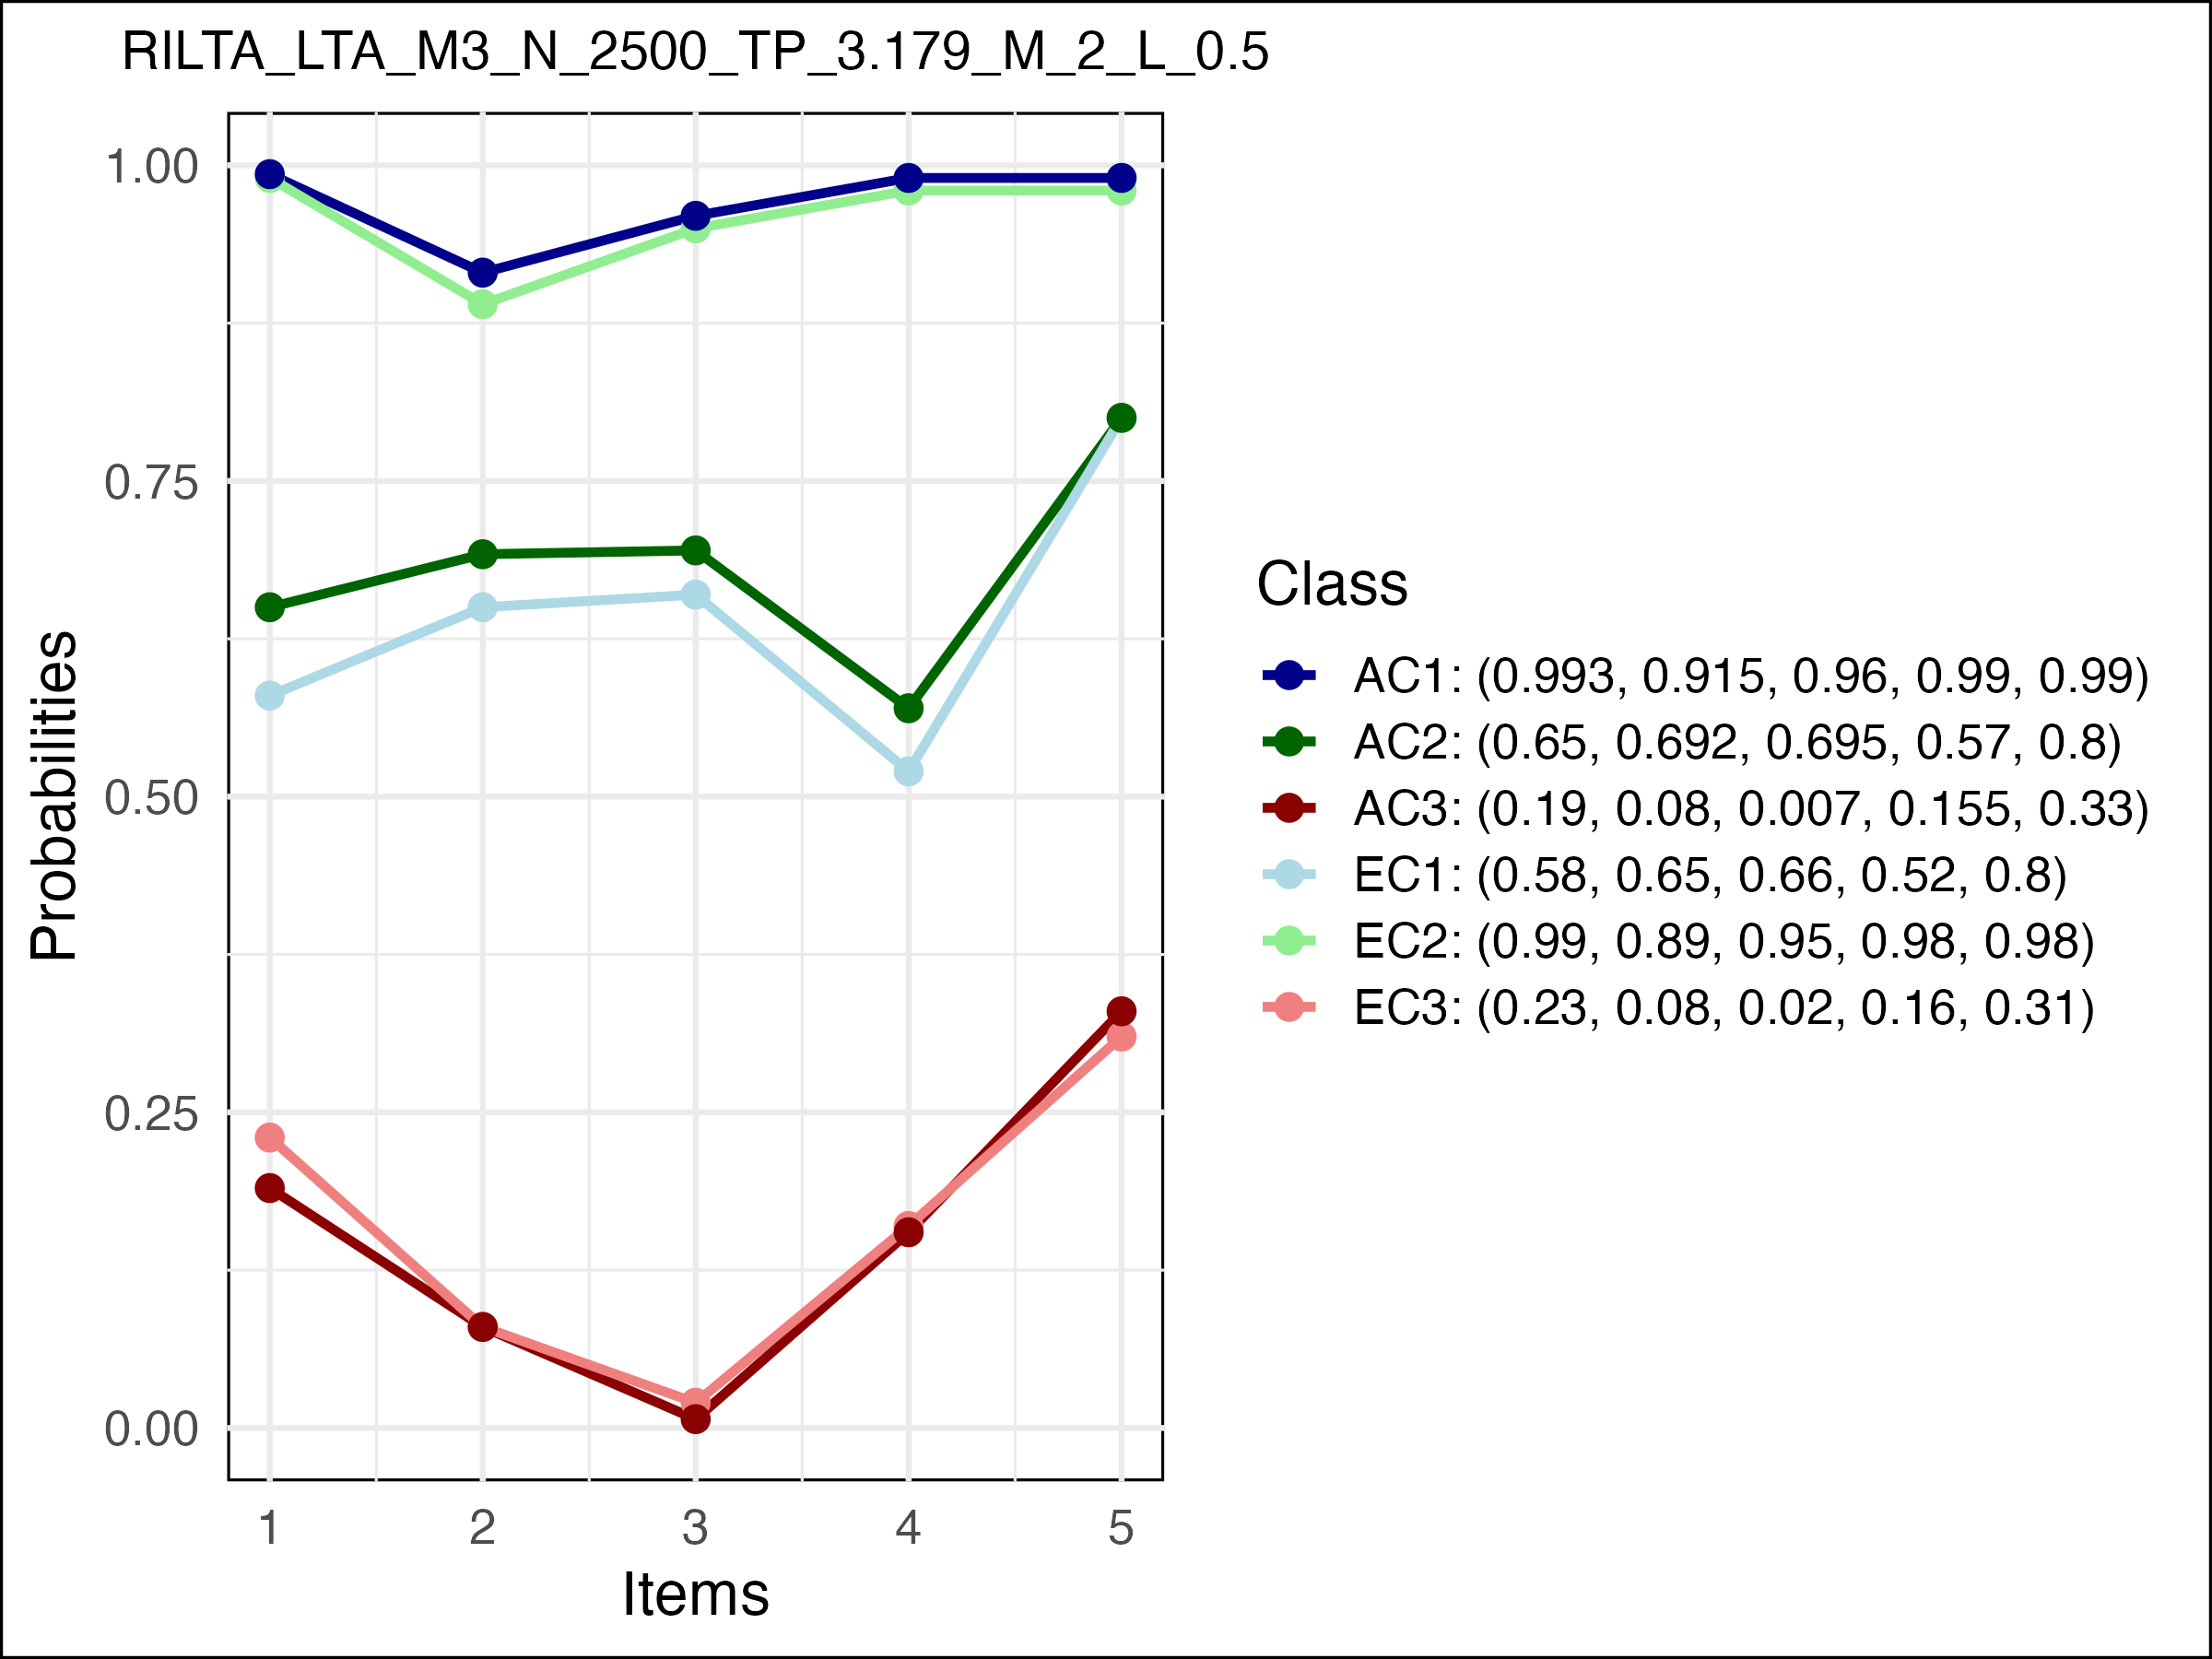 RILTA_LTA_M3_N_2500_TP_3.179_M_2_L_0.5
1.00
0.75
0.50
0.25
0.00
Probabilities
1 2 3 4 5
Items
Class
AC1: (0.993, 0.915, 0.96, 0.99, 0.99)
AC2: (0.65, 0.692, 0.695, 0.57, 0.8)
AC3: (0.19, 0.08, 0.007, 0.155, 0.33)
EC1: (0.58, 0.65, 0.66, 0.52, 0.8)
EC2: (0.99, 0.89, 0.95, 0.98, 0.98)
EC3: (0.23, 0.08, 0.02, 0.16, 0.31)